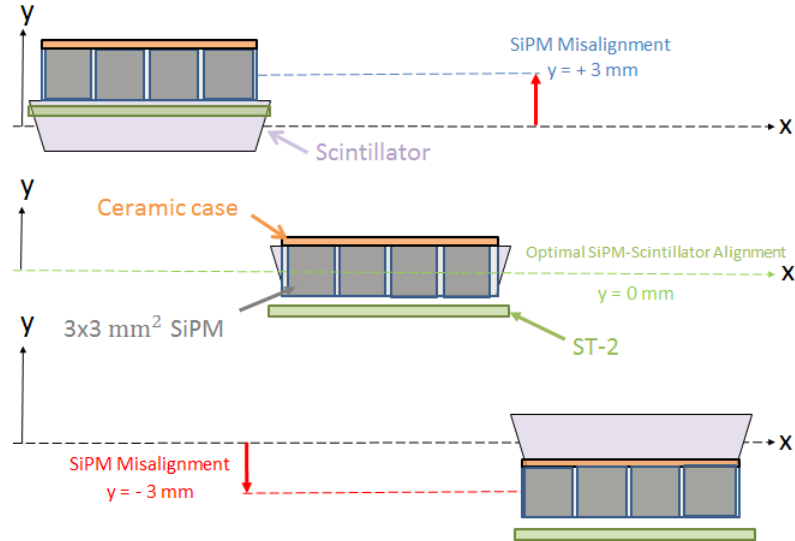 y
SiPM Misalignment
y = + 3 mm
x
Scintillator
y
Ceramic case
Optimal SiPM-Scintillator Alignment
x
y = 0 mm
3x3 mm² SiPM
y
ST-2
x
SiPM Misalignment
y = - 3 mm